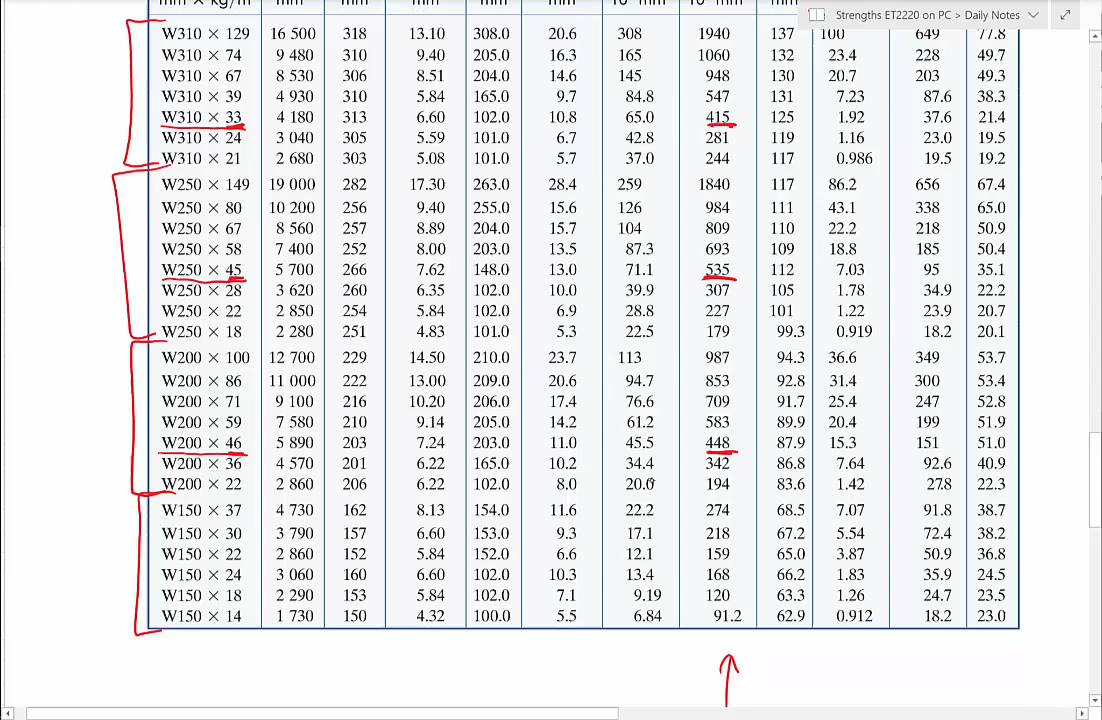 Strengths ET2220 on PC > Daily Notes
mm × kg/m mm² mm mm mm mm 10⁶ mm⁴ 10³ mm³ mm
W310 × 129 16 500 318 13.10 308.0 20.6 308 1940 137 100 649 77.8
W310 × 74 9 480 310 9.40 205.0 16.3 165 1060 132 23.4 228 49.7
W310 × 67 8 530 306 8.51 204.0 14.6 145 948 130 20.7 203 49.3
W310 × 39 4 930 310 5.84 165.0 9.7 84.8 547 131 7.23 87.6 38.3
W310 × 33 4 180 313 6.60 102.0 10.8 65.0 415 125 1.92 37.6 21.4
W310 × 24 3 040 305 5.59 101.0 6.7 42.8 281 119 1.16 23.0 19.5
W310 × 21 2 680 303 5.08 101.0 5.7 37.0 244 117 0.986 19.5 19.2
W250 × 149 19 000 282 17.30 263.0 28.4 259 1840 117 86.2 656 67.4
W250 × 80 10 200 256 9.40 255.0 15.6 126 984 111 43.1 338 65.0
W250 × 67 8 560 257 8.89 204.0 15.7 104 809 110 22.2 218 50.9
W250 × 58 7 400 252 8.00 203.0 13.5 87.3 693 109 18.8 185 50.4
W250 × 45 5 700 266 7.62 148.0 13.0 71.1 535 112 7.03 95 35.1
W250 × 28 3 620 260 6.35 102.0 10.0 39.9 307 105 1.78 34.9 22.2
W250 × 22 2 850 254 5.84 102.0 6.9 28.8 227 101 1.22 23.9 20.7
W250 × 18 2 280 251 4.83 101.0 5.3 22.5 179 99.3 0.919 18.2 20.1
W200 × 100 12 700 229 14.50 210.0 23.7 113 987 94.3 36.6 349 53.7
W200 × 86 11 000 222 13.00 209.0 20.6 94.7 853 92.8 31.4 300 53.4
W200 × 71 9 100 216 10.20 206.0 17.4 76.6 709 91.7 25.4 247 52.8
W200 × 59 7 580 210 9.14 205.0 14.2 61.2 583 89.9 20.4 199 51.9
W200 × 46 5 890 203 7.24 203.0 11.0 45.5 448 87.9 15.3 151 51.0
W200 × 36 4 570 201 6.22 165.0 10.2 34.4 342 86.8 7.64 92.6 40.9
W200 × 22 2 860 206 6.22 102.0 8.0 20.0 194 83.6 1.42 27.8 22.3
W150 × 37 4 730 162 8.13 154.0 11.6 22.2 274 68.5 7.07 91.8 38.7
W150 × 30 3 790 157 6.60 153.0 9.3 17.1 218 67.2 5.54 72.4 38.2
W150 × 22 2 860 152 5.84 152.0 6.6 12.1 159 65.0 3.87 50.9 36.8
W150 × 24 3 060 160 6.60 102.0 10.3 13.4 168 66.2 1.83 35.9 24.5
W150 × 18 2 290 153 5.84 102.0 7.1 9.19 120 63.3 1.26 24.7 23.5
W150 × 14 1 730 150 4.32 100.0 5.5 6.84 91.2 62.9 0.912 18.2 23.0